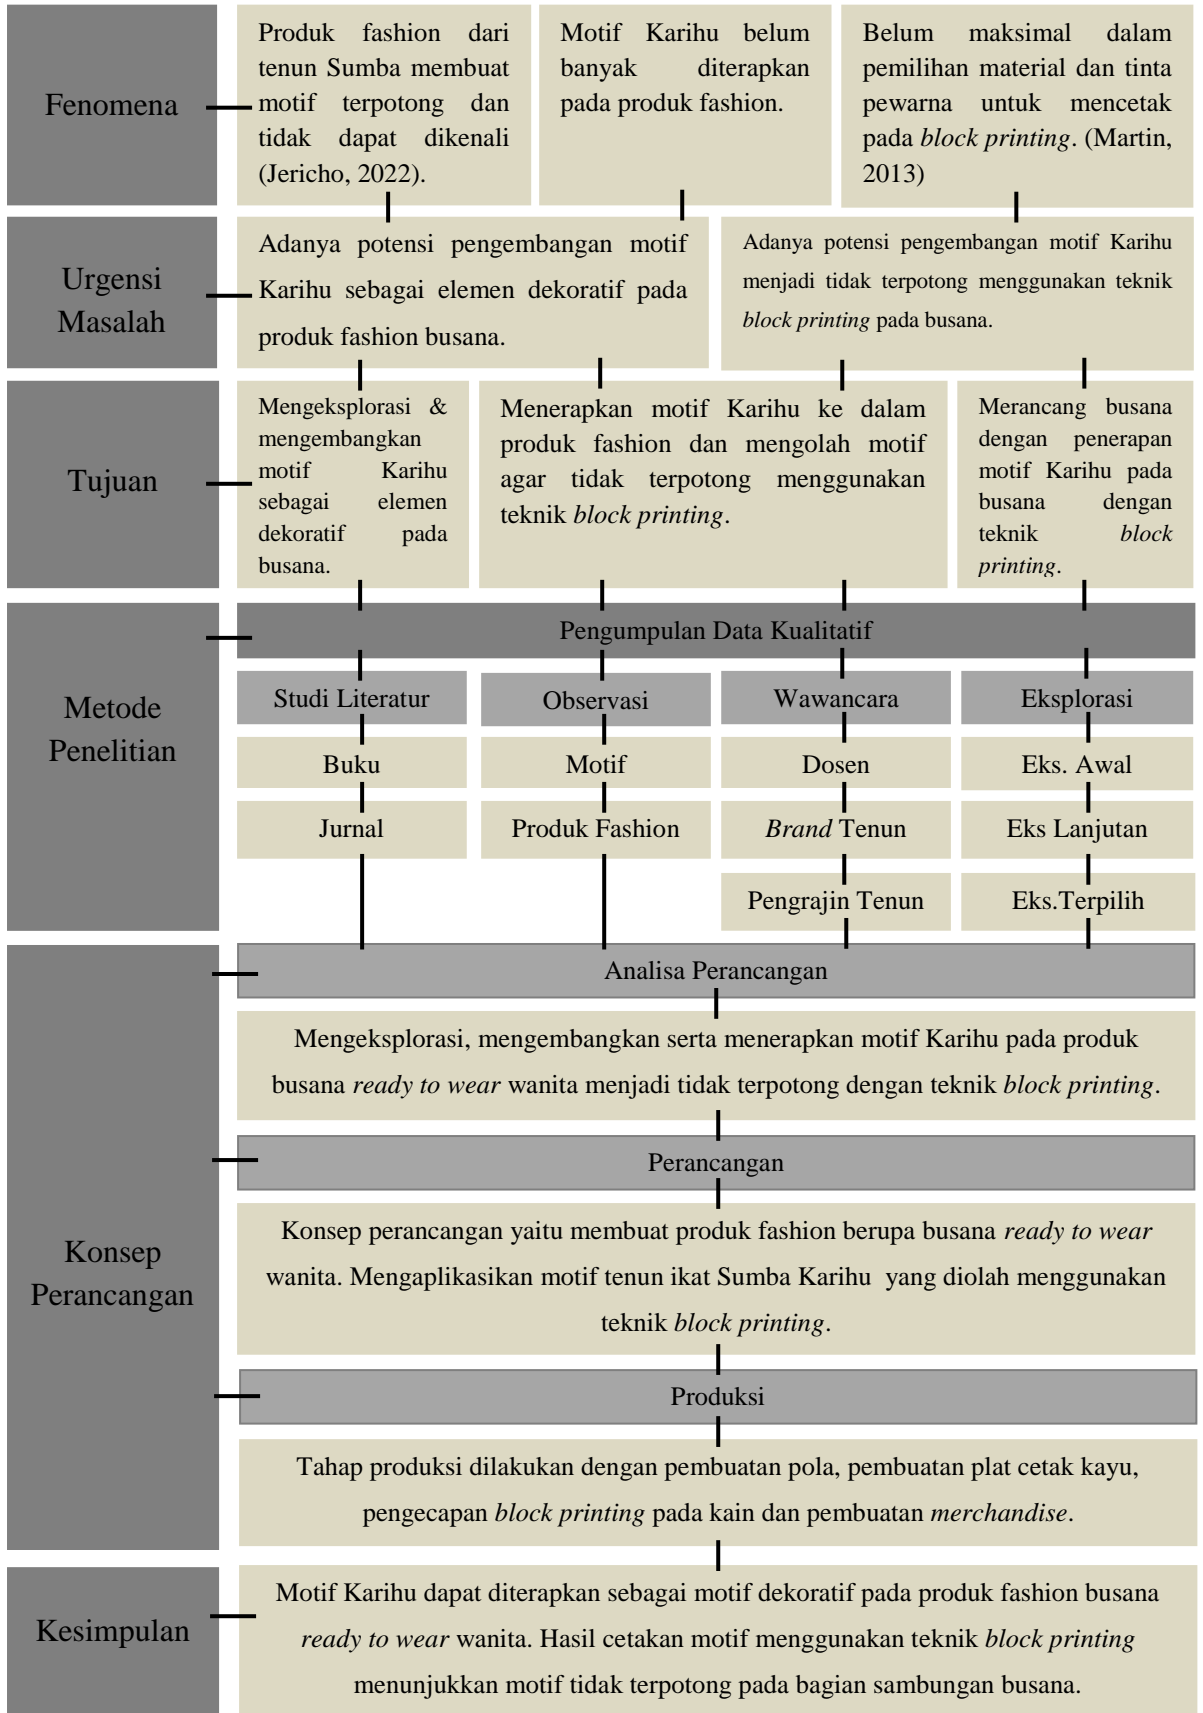 Fenomena
Produk fashion dari
tenun Sumba membuat
motif terpotong dan
tidak dapat dikenali
(Jericho, 2022).
Motif Karihu belum
banyak diterapkan
pada produk fashion.
Belum maksimal dalam
pemilihan material dan tinta
pewarna untuk mencetak
pada block printing. (Martin,
2013)
Urgensi
Masalah
Adanya potensi pengembangan motif
Karihu sebagai elemen dekoratif pada
produk fashion busana.
Adanya potensi pengembangan motif Karihu
menjadi tidak terpotong menggunakan teknik
block printing pada busana.
Tujuan
Mengeksplorasi &
mengembangkan
motif Karihu
sebagai elemen
dekoratif pada
busana.
Menerapkan motif Karihu ke dalam
produk fashion dan mengolah motif
agar tidak terpotong menggunakan
teknik block printing.
Merancang busana
dengan penerapan
motif Karihu pada
busana dengan
teknik block
printing.
Metode
Penelitian
Pengumpulan Data Kualitatif
Studi Literatur
Observasi
Wawancara
Eksplorasi
Buku
Motif
Dosen
Eks. Awal
Jurnal
Produk Fashion
Brand Tenun
Eks Lanjutan
Pengrajin Tenun
Eks.Terpilih
Konsep
Perancangan
Analisa Perancangan
Mengeksplorasi, mengembangkan serta menerapkan motif Karihu pada produk
busana ready to wear wanita menjadi tidak terpotong dengan teknik block printing.
Perancangan
Konsep perancangan yaitu membuat produk fashion berupa busana ready to wear
wanita. Mengaplikasikan motif tenun ikat Sumba Karihu yang diolah menggunakan
teknik block printing.
Produksi
Tahap produksi dilakukan dengan pembuatan pola, pembuatan plat cetak kayu,
pengecapan block printing pada kain dan pembuatan merchandise.
Kesimpulan
Motif Karihu dapat diterapkan sebagai motif dekoratif pada produk fashion busana
ready to wear wanita. Hasil cetakan motif menggunakan teknik block printing
menunjukkan motif tidak terpotong pada bagian sambungan busana.